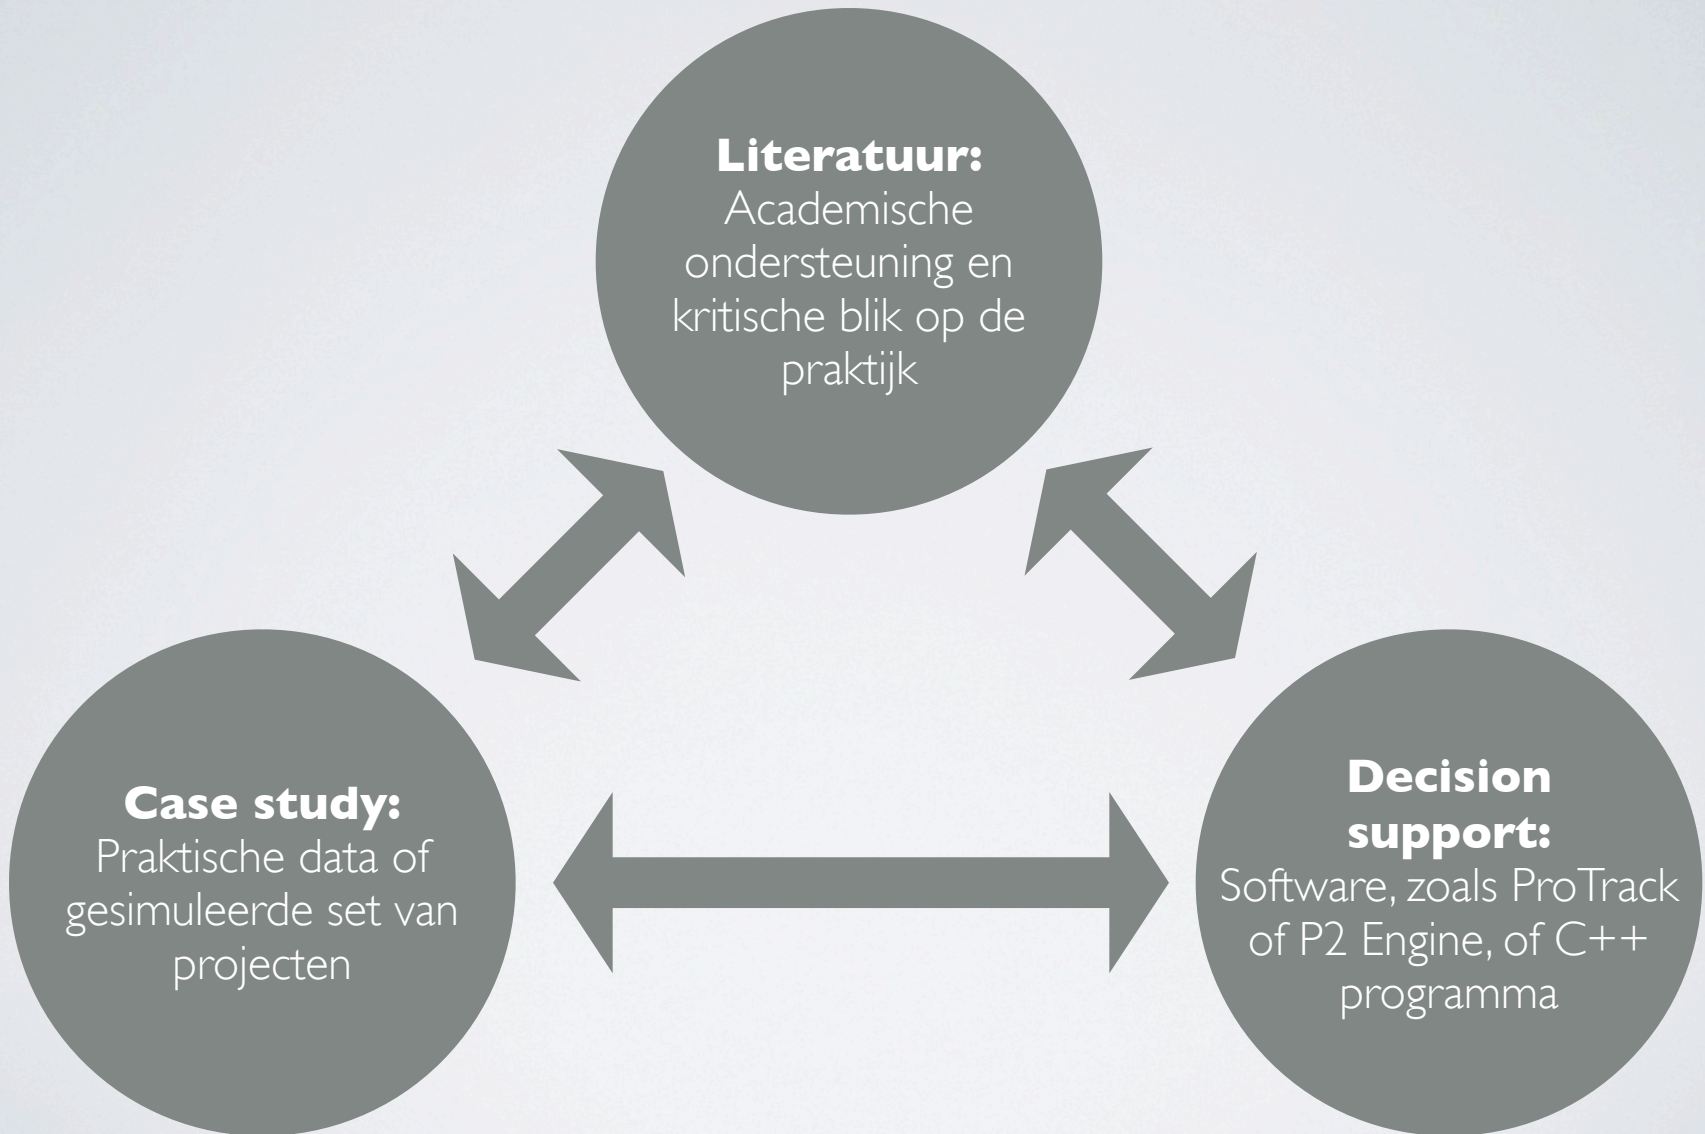 Literatuur:
Academische
ondersteuning en
kritische blik op de
praktijk
Case study:
Praktische data of
gesimuleerde set van
projecten
Decision
support:
Software, zoals ProTrack
of P2 Engine, of C++
programma